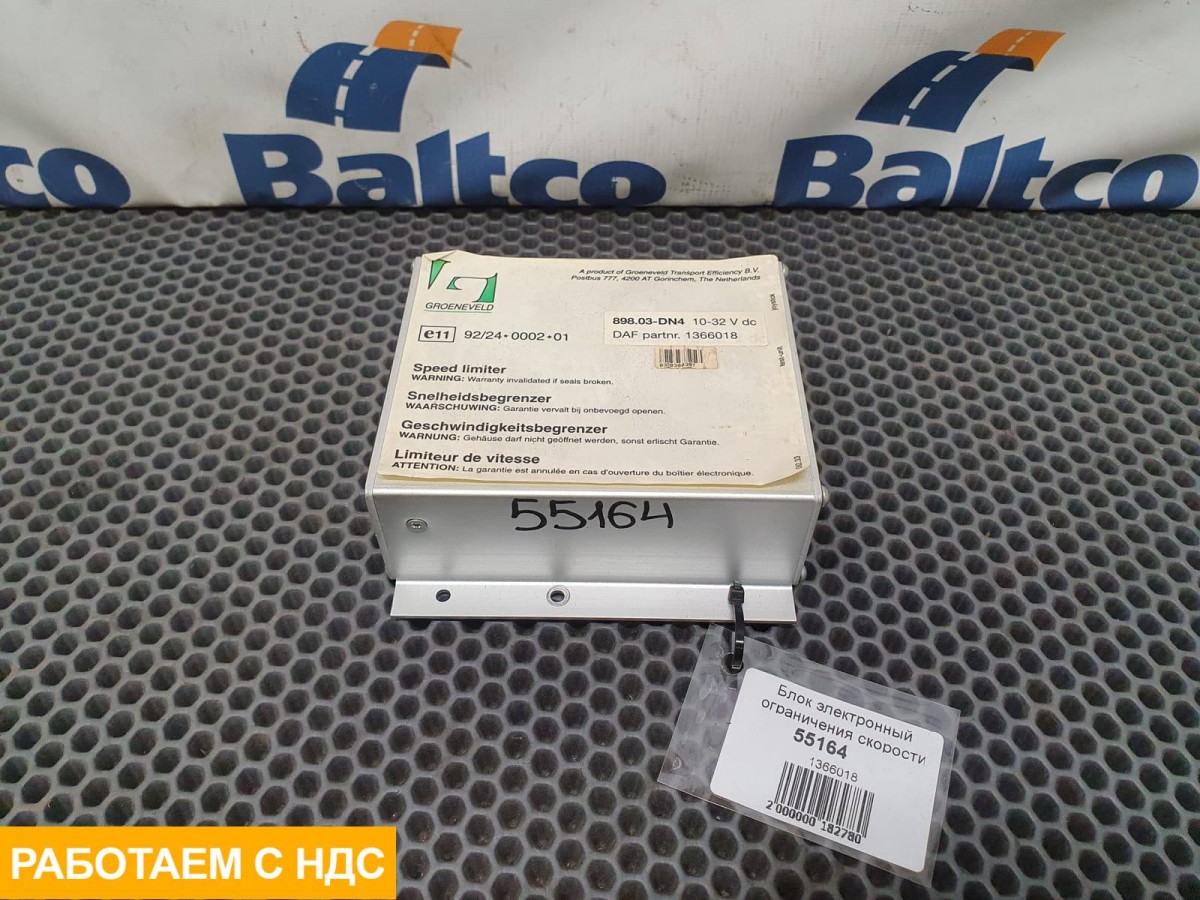 Baltco
Baltco
co
GROENEVELD
A product of Groeneveld Transport Efficiency B.V.
Postbus 777, 4200 AT Gorinchem, The Netherlands
e11 92/24•0002•01
898.03-DN4 10-32 V dc
DAF partnr. 1366018
Speed limiter
WARNING: Warranty invalidated if seals broken.
Snelheidsbegrenzer
WAARSCHUWING: Garantie vervalt bij onbevoegd openen.
Geschwindigkeitsbegrenzer
WARNUNG: Gehäuse darf nicht geöffnet werden, sonst erlischt Garantie.
Limiteur de vitesse
ATTENTION: La garantie est annulée en cas d'ouverture du boîtier électronique.
55164
Блок электронный
ограничения скорости
55164
1366018
2 000000 182780
РАБОТАЕМ С НДС